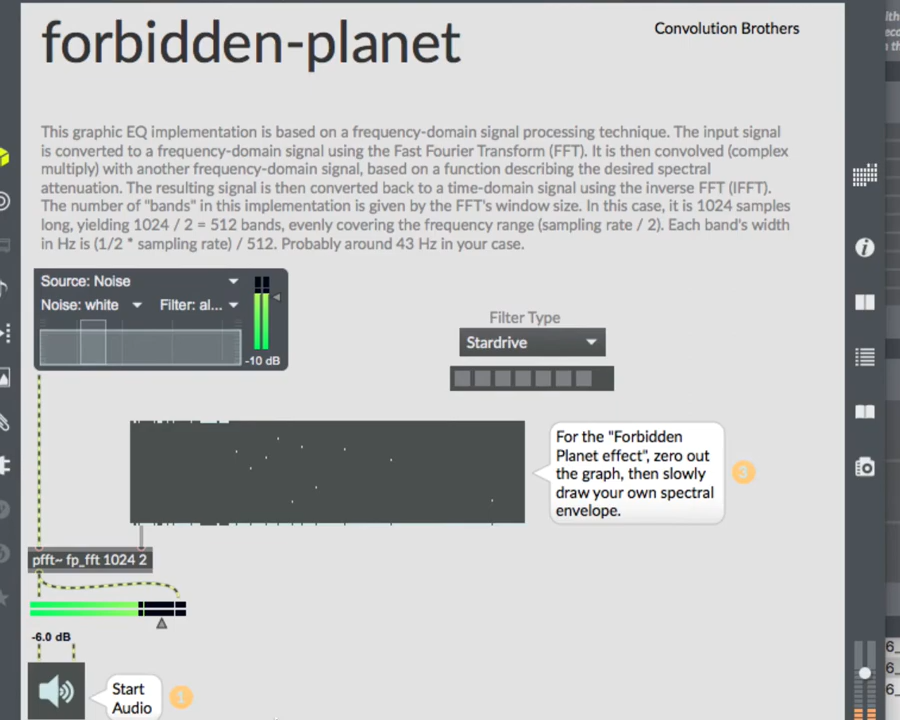 forbidden-planet
Convolution Brothers
This graphic EQ implementation is based on a frequency-domain signal processing technique. The input signal
is converted to a frequency-domain signal using the Fast Fourier Transform (FFT). It is then convolved (complex
multiply) with another frequency-domain signal, based on a function describing the desired spectral
attenuation. The resulting signal is then converted back to a time-domain signal using the inverse FFT (IFFT).
The number of "bands" in this implementation is given by the FFT's window size. In this case, it is 1024 samples
long, yielding 1024 / 2 = 512 bands, evenly covering the frequency range (sampling rate / 2). Each band's width
in Hz is (1/2 * sampling rate) / 512. Probably around 43 Hz in your case.
Source: Noise
Noise: white
Filter: al...
-10 dB
Filter Type
Stardrive
For the "Forbidden
Planet effect", zero out
the graph, then slowly
draw your own spectral
envelope.
3
pfft~ fp_fft 1024 2
-6.0 dB
Start
Audio
1
6_
6_
6_